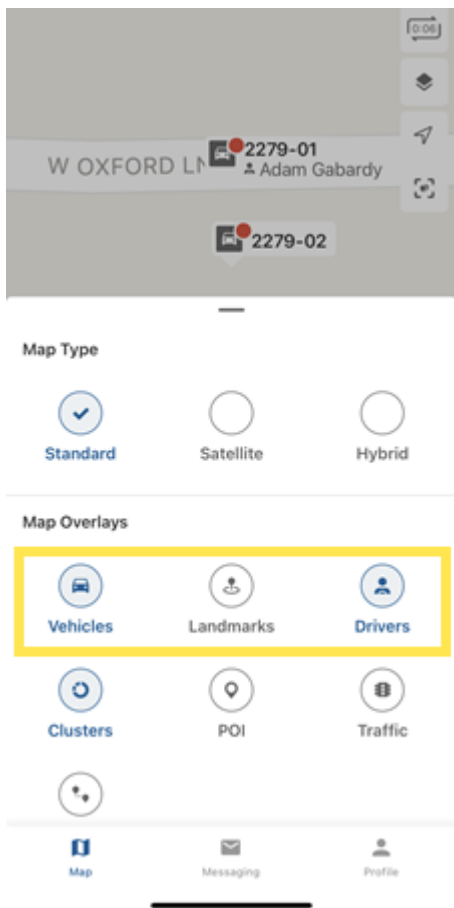 0:06
2279-01
W OXFORD LN
Adam Gabardy
2279-02
Map Type
Standard
Satellite
Hybrid
Map Overlays
Vehicles
Landmarks
Drivers
Clusters
POI
Traffic
Map
Messaging
Profile